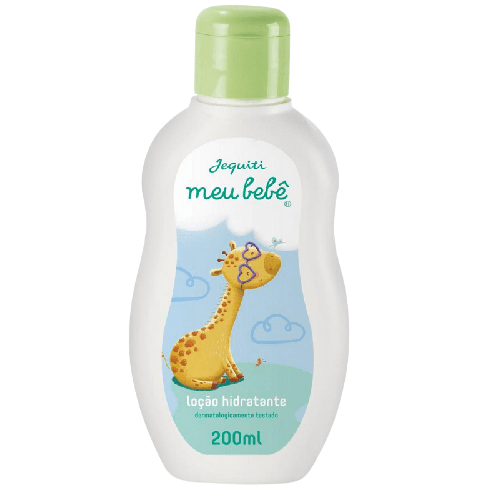 Jequiti
meu bebê
loção hidratante
dermatologicamente testado
200ml